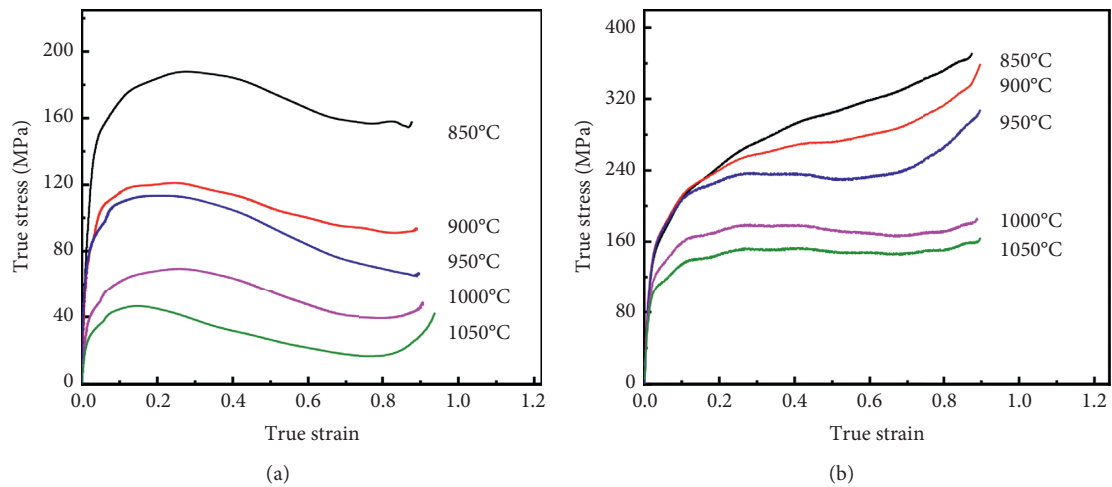 True stress (MPa)
220
160
120
80
40
0
0.0 0.2 0.4 0.6 0.8 1.0 1.2
True strain
850°C
900°C
950°C
1000°C
1050°C
(a)
True stress (MPa)
400
320
240
160
80
0
0.0 0.2 0.4 0.6 0.8 1.0 1.2
True strain
850°C
900°C
950°C
1000°C
1050°C
(b)